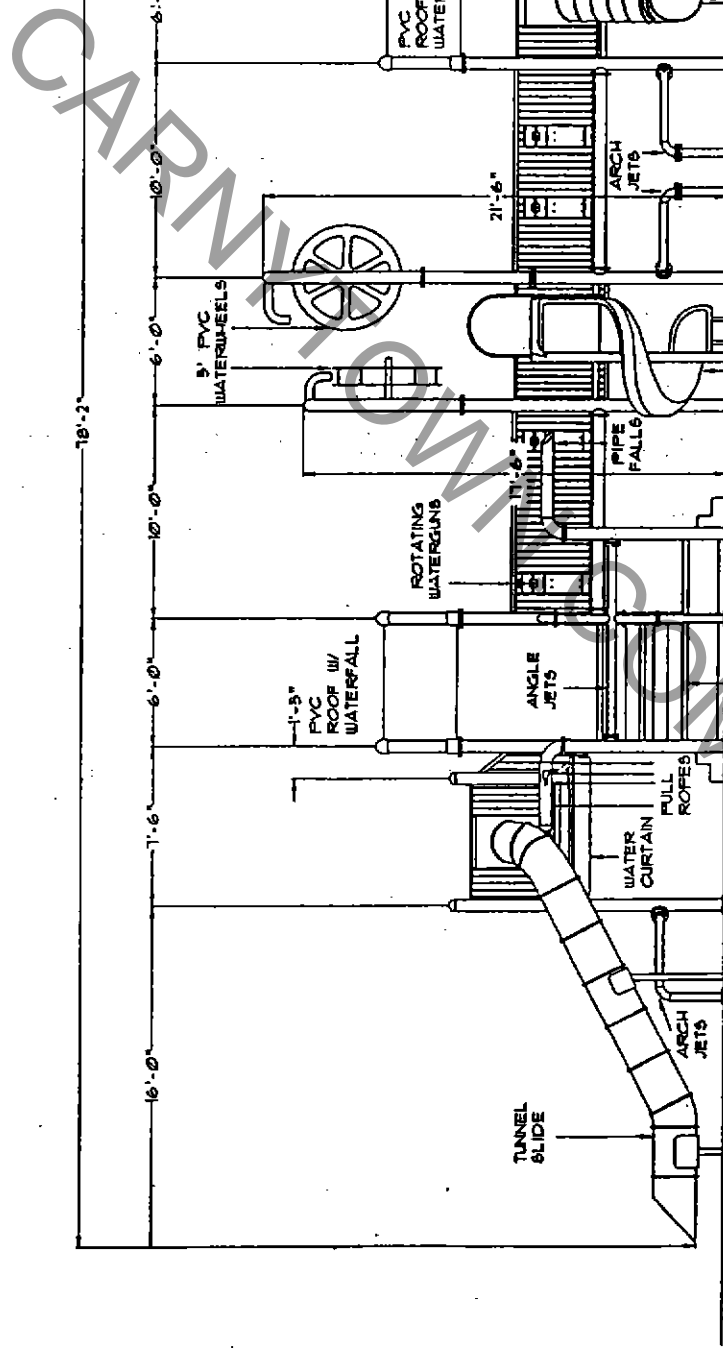 78'-2"
16'-0"
7'-6"
6'-0"
10'-0"
6'-0"
10'-0"
6'-
1'-3"
PVC
ROOF W/
WATERFALL
ROTATING
WATERGUNS
3' PVC
WATERWHEELS
PVC
ROOF
WATER
17'-6"
21'-6"
TUNNEL
SLIDE
ARCH
JETS
WATER
CURTAIN
PULL
ROPES
ANGLE
JETS
PIPE
FALLS
ARCH
JETS
CARNYTOWN.COM